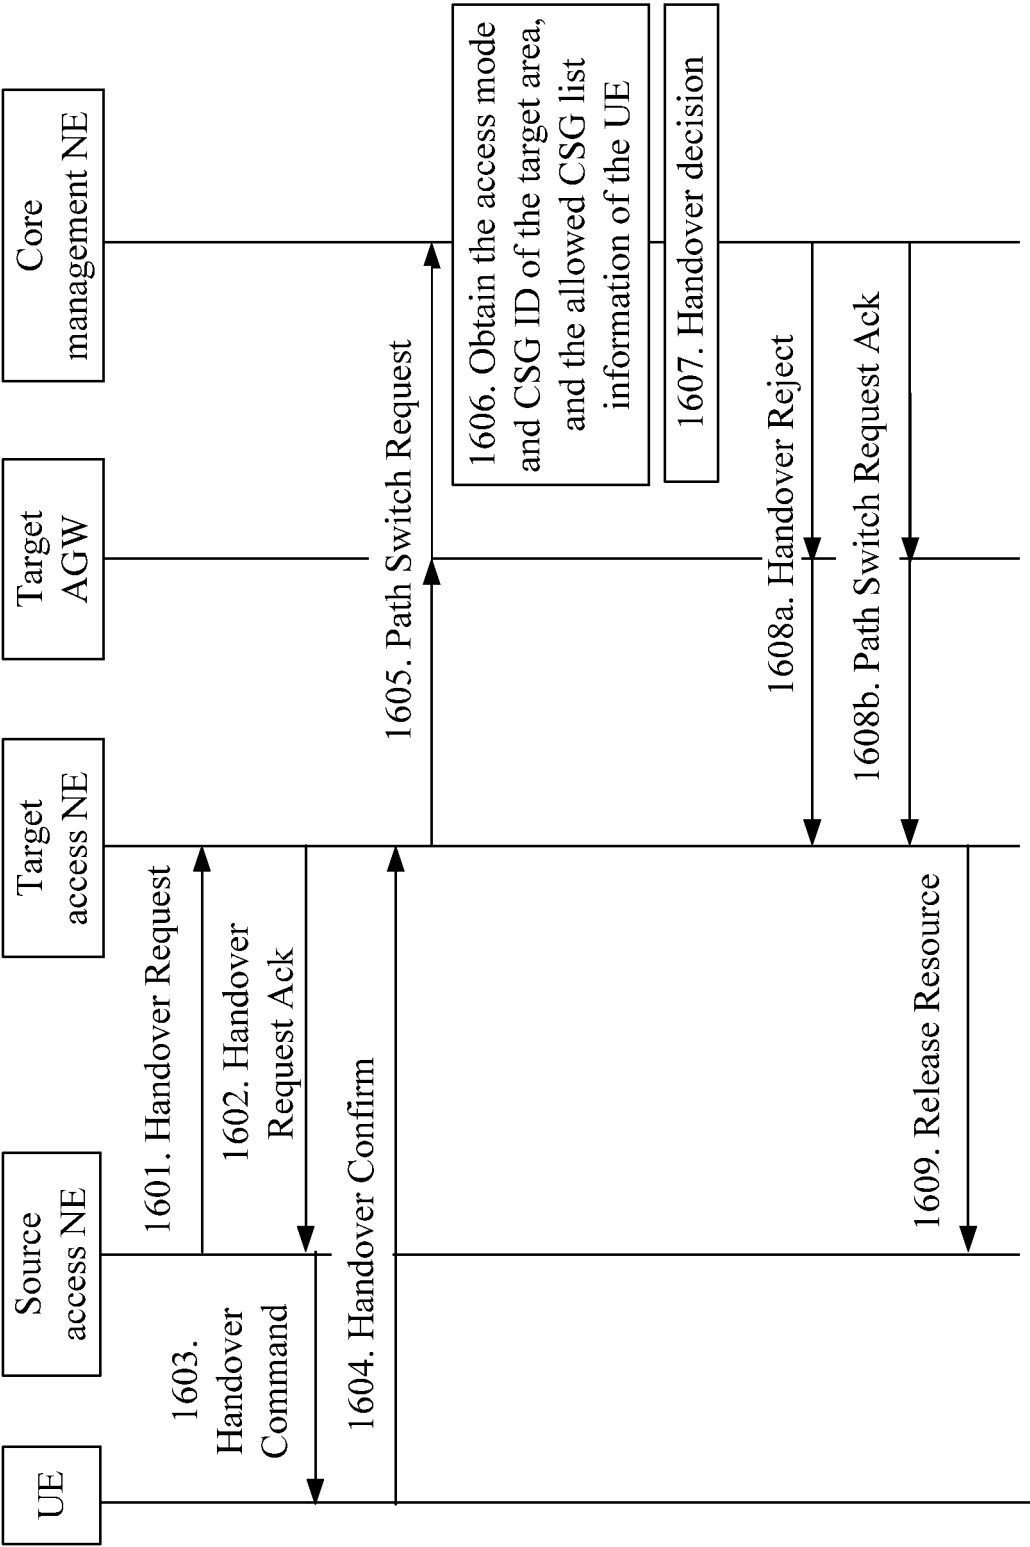 UE
Source
access NE
Target
access NE
Target
AGW
Core
management NE
1601. Handover Request
1602. Handover
Request Ack
1603.
Handover
Command
1604. Handover Confirm
1605. Path Switch Request
1606. Obtain the access mode
and CSG ID of the target area,
and the allowed CSG list
information of the UE
1607. Handover decision
1608a. Handover Reject
1608b. Path Switch Request Ack
1609. Release Resource